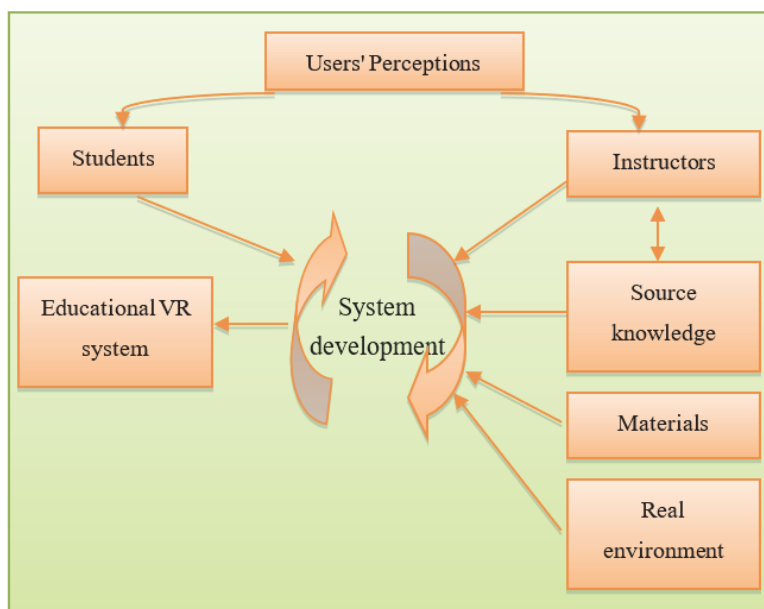 Users' Perceptions
Students
Instructors
Educational VR
system
System
development
Source
knowledge
Materials
Real
environment